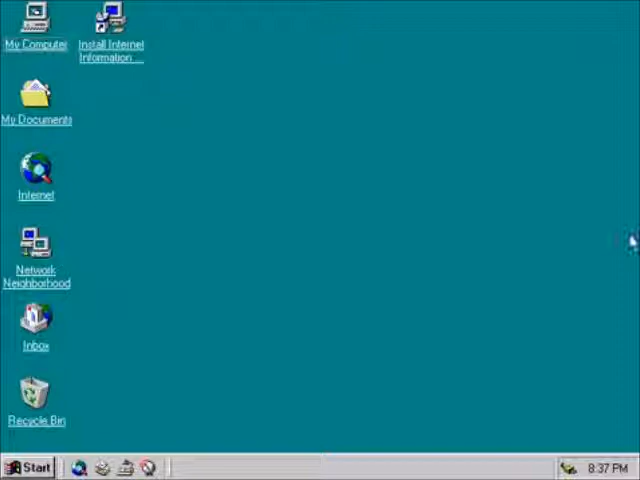 My Computer
Install Internet
Information ...
My Documents
Internet
Network
Neighborhood
Inbox
Recycle Bin
Start
8:37 PM